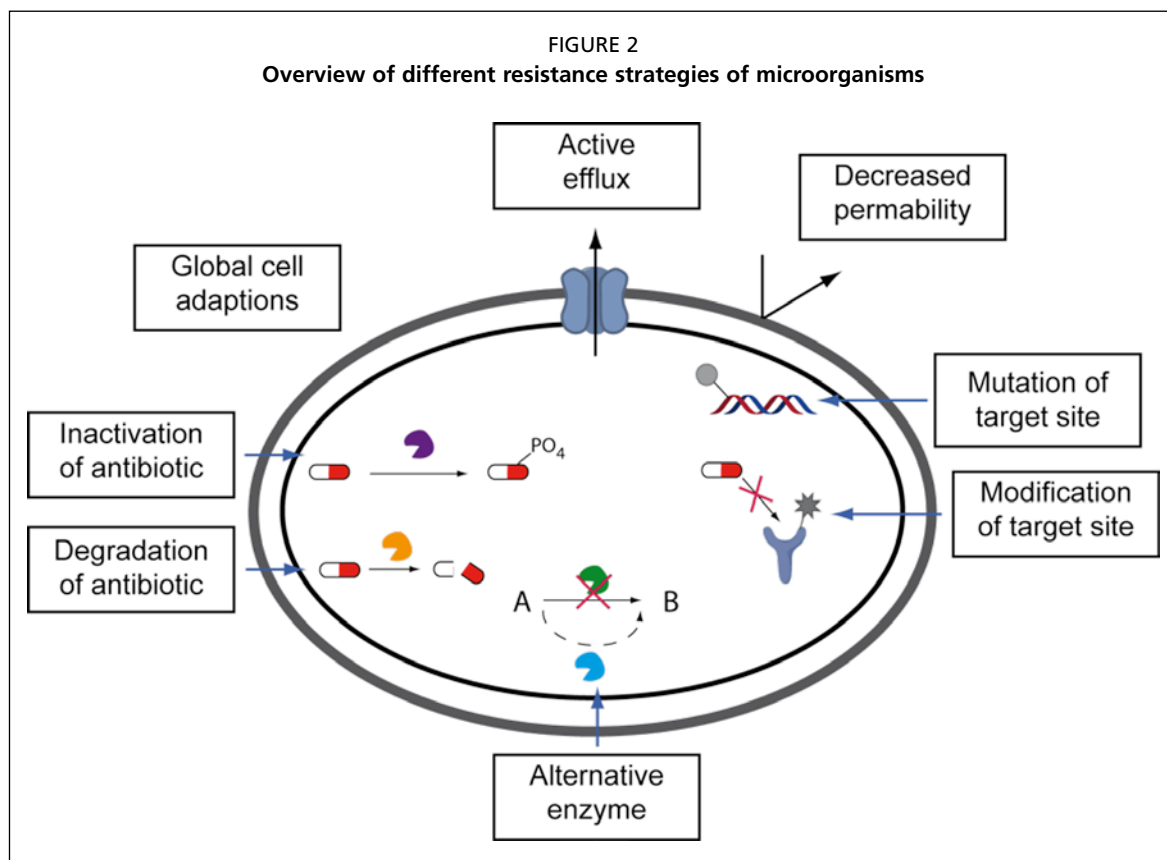 FIGURE 2
Overview of different resistance strategies of microorganisms
Active
efflux
Decreased
permability
Global cell
adaptions
Mutation of
target site
Inactivation
of antibiotic
PO4
Modification
of target site
Degradation
of antibiotic
A
B
Alternative
enzyme